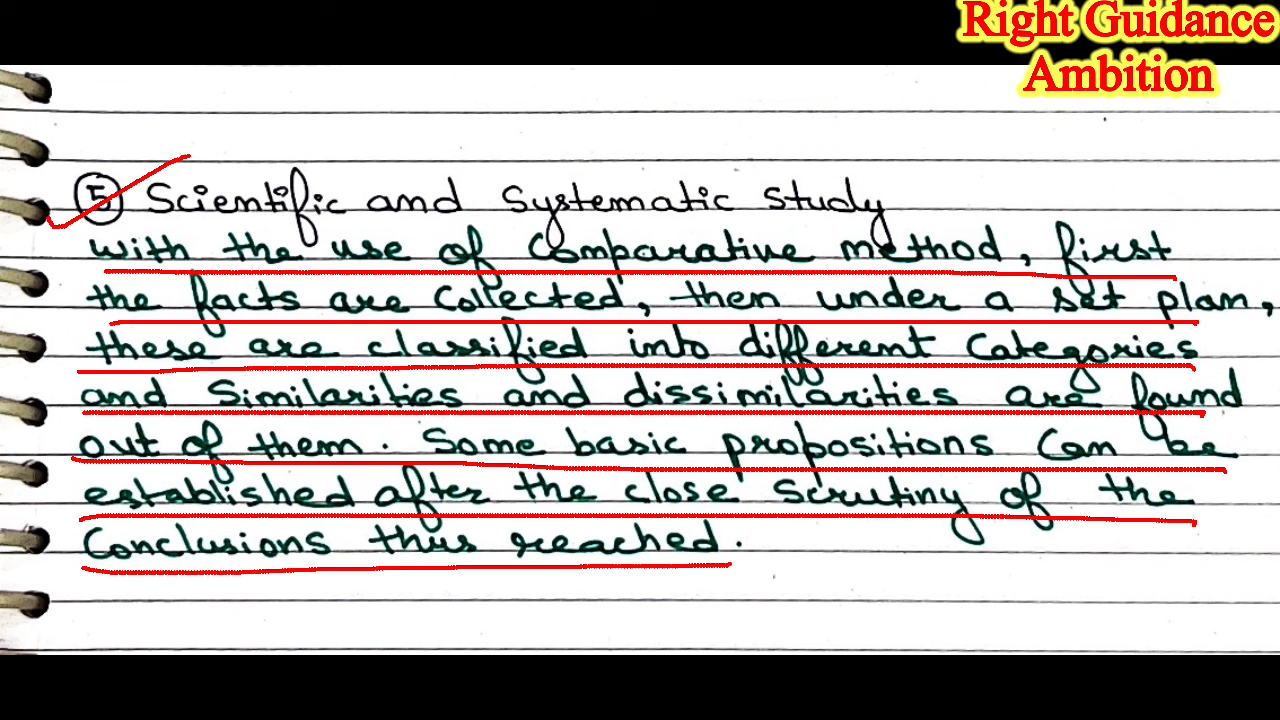 Right Guidance
Ambition
⑤ Scientific and Systematic Study
with the use of Comparative method, first
the facts are Collected, then under a set plan,
these are classified into different Categories
and Similarities and dissimilarities are found
out of them. Some basic propositions Can be
established after the close Scrutiny of the
Conclusions thus reached.